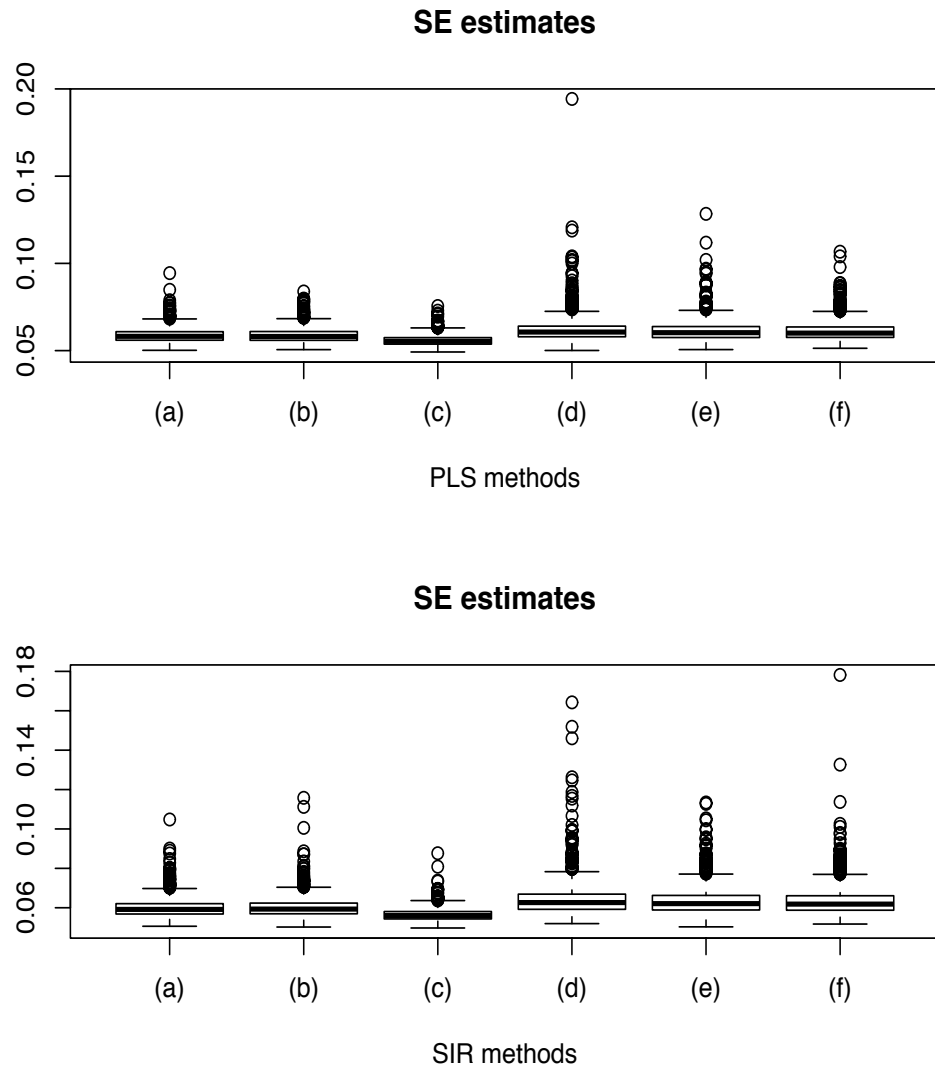 SE estimates
0.20
0.15
0.10
0.05
(a) (b) (c) (d) (e) (f)
PLS methods
SE estimates
0.18
0.14
0.10
0.06
(a) (b) (c) (d) (e) (f)
SIR methods